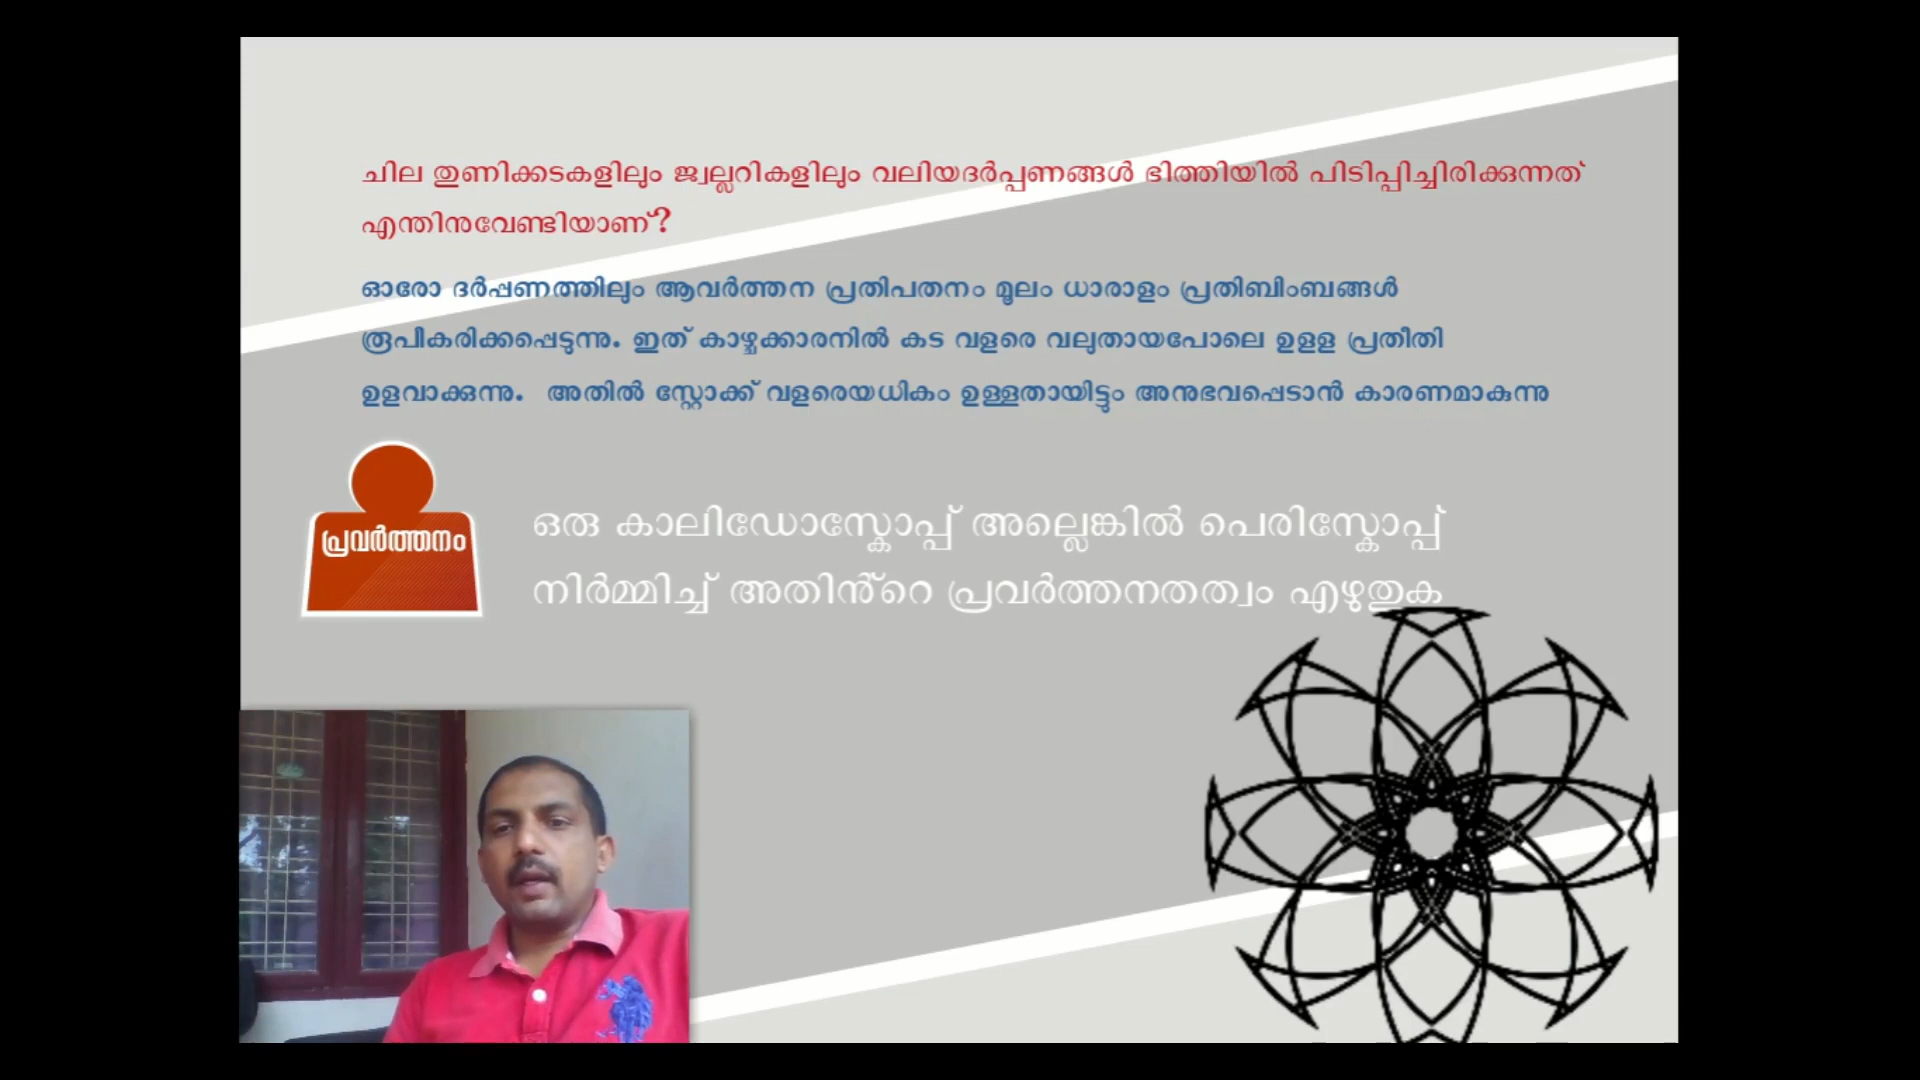 ചില തുണിക്കടകളിലും ജ്വല്ലറികളിലും വലിയദർപ്പണങ്ങൾ ഭിത്തിയിൽ പിടിപ്പിച്ചിരിക്കുന്നത്
എന്തിനുവേണ്ടിയാണ്?
ഓരോ ദർപ്പണത്തിലും ആവർത്തന പ്രതിപതനം മൂലം ധാരാളം പ്രതിബിംബങ്ങൾ
രൂപീകരിക്കപ്പെടുന്നു. ഇത് കാഴ്ചക്കാരനിൽ കട വളരെ വലുതായപോലെ ഉളള പ്രതീതി
ഉളവാക്കുന്നു. അതിൽ സ്റ്റോക്ക് വളരെയധികം ഉള്ളതായിട്ടും അനുഭവപ്പെടാൻ കാരണമാകുന്നു
പ്രവർത്തനം
ഒരു കാലിഡോസ്കോപ്പ് അല്ലെങ്കിൽ പെരിസ്കോപ്പ്
നിർമ്മിച്ച് അതിൻറെ പ്രവർത്തനതത്വം എഴുതുക